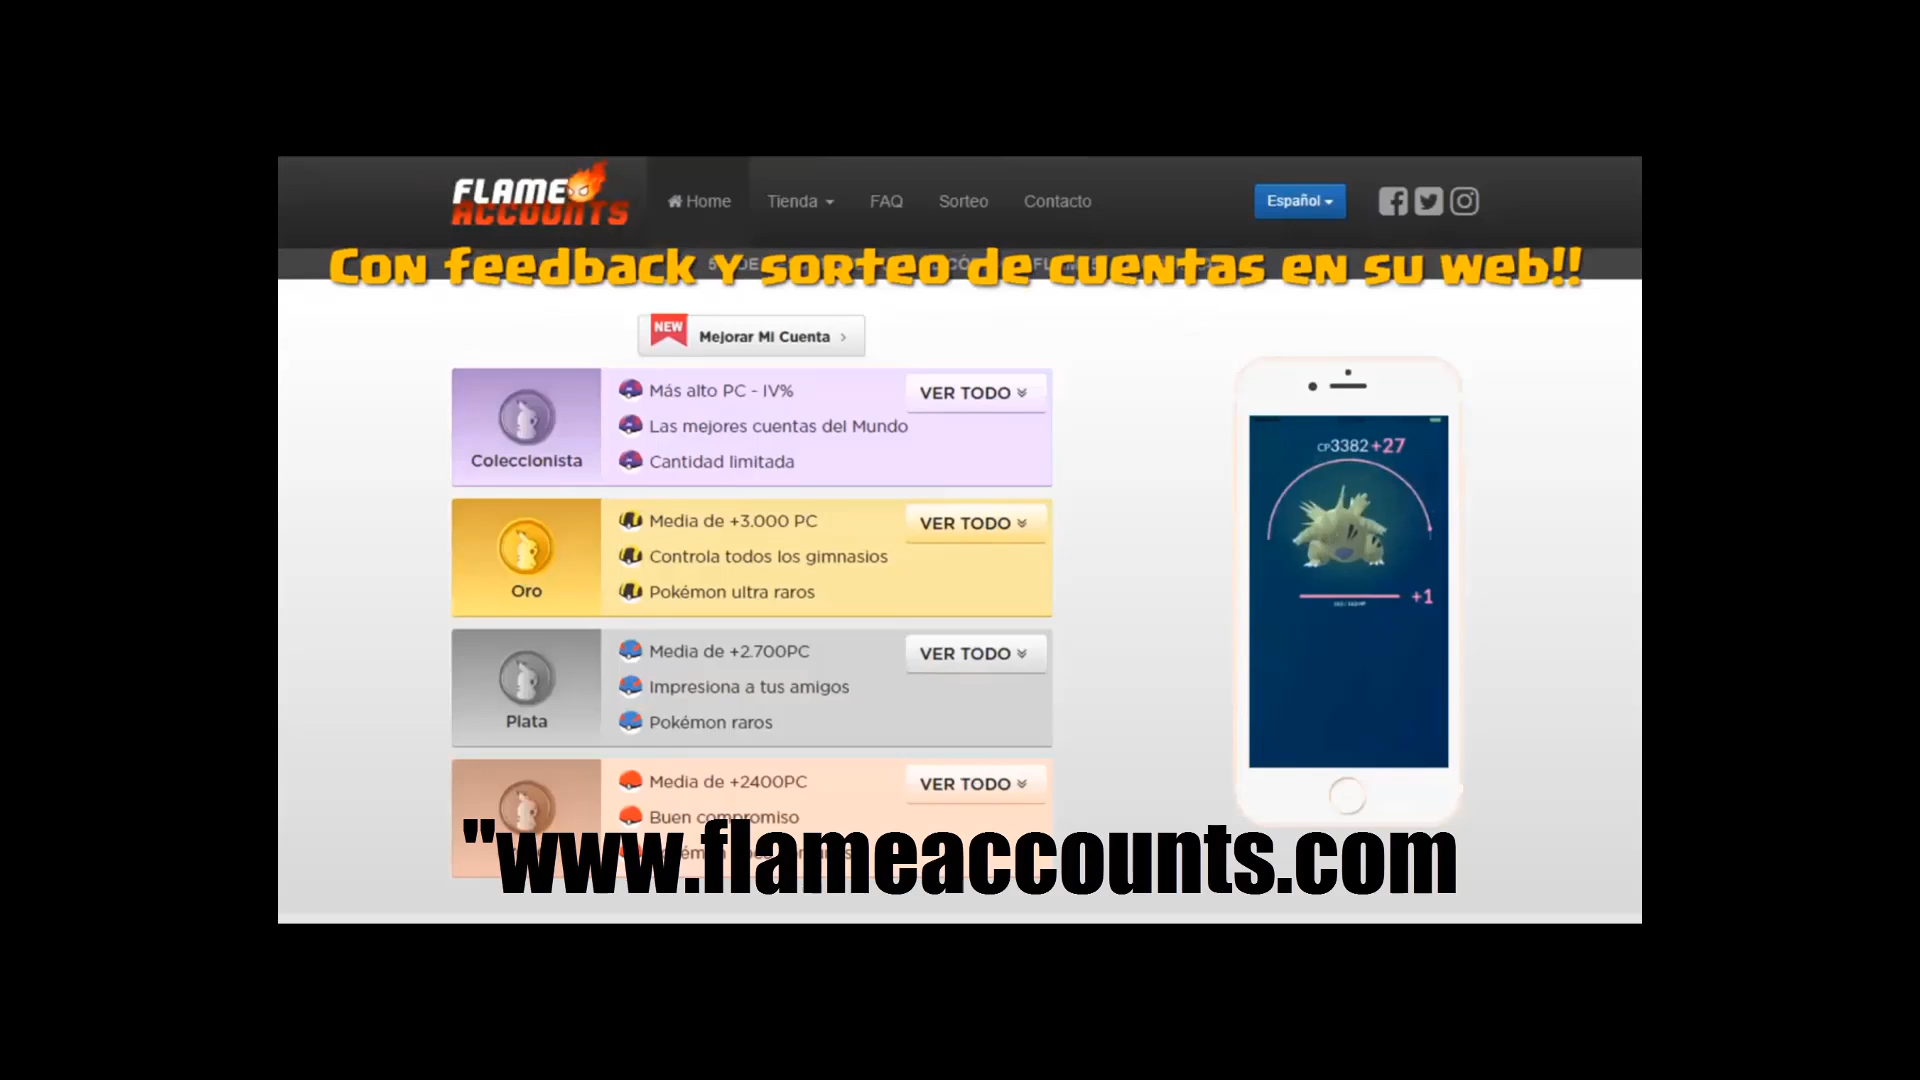 FLAME
ACCOUNTS
Home
Tienda
FAQ
Sorteo
Contacto
Español
Con feedback y sorteo de cuentas en su web!!
NEW
Mejorar Mi Cuenta
Coleccionista
Más alto PC - IV%
Las mejores cuentas del Mundo
Cantidad limitada
VER TODO
Oro
Media de +3.000 PC
Controla todos los gimnasios
Pokémon ultra raros
VER TODO
Plata
Media de +2.700PC
Impresiona a tus amigos
Pokémon raros
VER TODO
Media de +2400PC
Buen compromiso
VER TODO
CP3382+27
+1
"www.flameaccounts.com